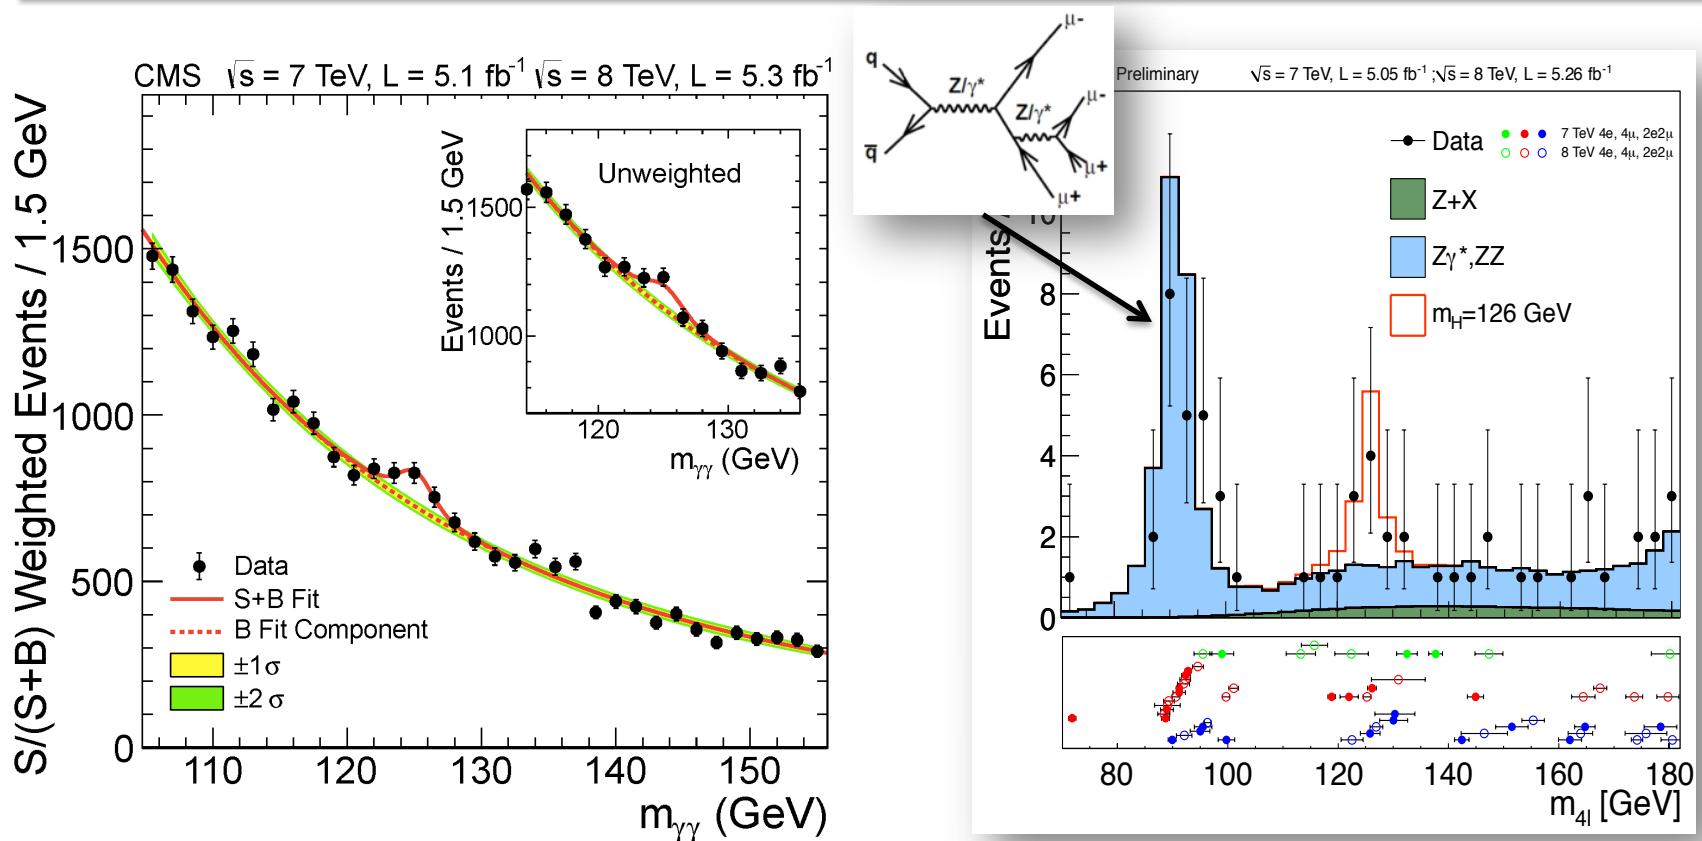 CMS √s = 7 TeV, L = 5.1 fb⁻¹ √s = 8 TeV, L = 5.3 fb⁻¹
S/(S+B) Weighted Events / 1.5 GeV
1500
1000
500
0
110 120 130 140 150
mγγ (GeV)
Data
S+B Fit
B Fit Component
±1 σ
±2 σ
Unweighted
Events / 1.5 GeV
1500
1000
120 130
mγγ (GeV)
q
q̅
Z/γ*
Z/γ*
μ-
μ-
μ+
μ+
Preliminary √s = 7 TeV, L = 5.05 fb⁻¹ ;√s = 8 TeV, L = 5.26 fb⁻¹
Events
10
8
6
4
2
0
Data
7 TeV 4e, 4μ, 2e2μ
8 TeV 4e, 4μ, 2e2μ
Z+X
Zγ*,ZZ
mH=126 GeV
80 100 120 140 160 180
m4l [GeV]